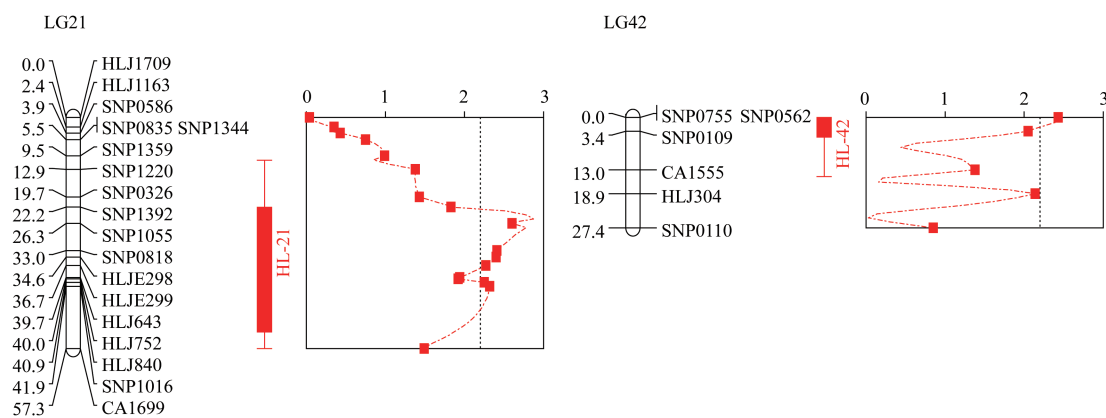 LG21
LG42
0.0 HLJ1709
2.4 HLJ1163
3.9 SNP0586
5.5 SNP0835 SNP1344
9.5 SNP1359
12.9 SNP1220
19.7 SNP0326
22.2 SNP1392
26.3 SNP1055
33.0 SNP0818
34.6 HLJE298
36.7 HLJE299
39.7 HLJ643
40.0 HLJ752
40.9 HLJ840
41.9 SNP1016
57.3 CA1699
HL-21
0 1 2 3
0.0 SNP0755 SNP0562
3.4 SNP0109
13.0 CA1555
18.9 HLJ304
27.4 SNP0110
HL-42
0 1 2 3